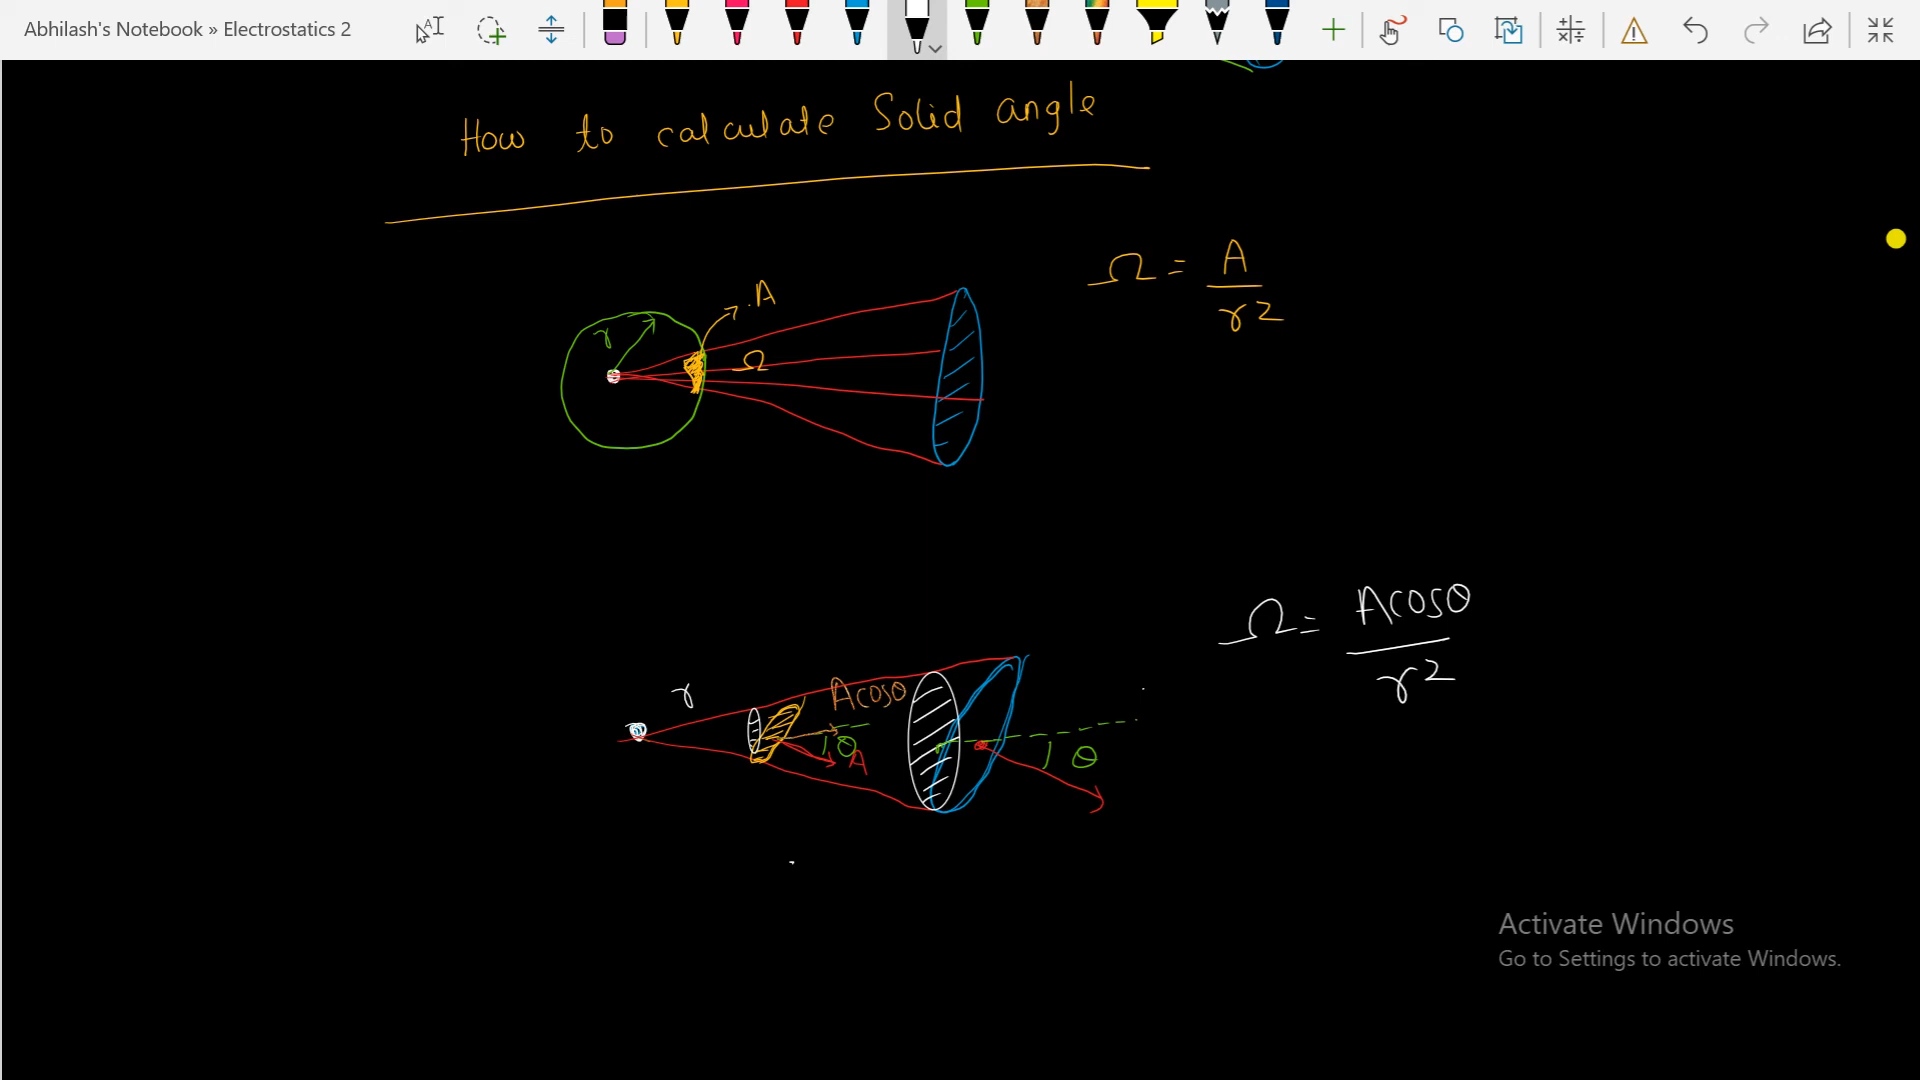 Abhilash's Notebook » Electrostatics 2
How to calculate Solid angle
Ω = A / r²
A
r
Ω
Ω = Acosθ / r²
r
Acosθ
θ
A
θ
Activate Windows
Go to Settings to activate Windows.